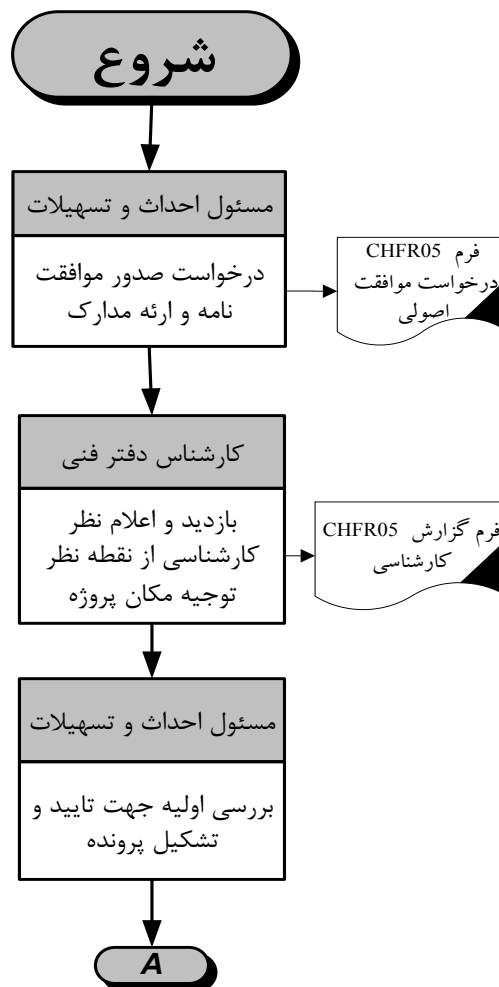 شروع
مسئول احداث و تسهیلات
درخواست صدور موافقت
نامه و ارئه مدارک
فرم CHFR05
درخواست موافقت
اصولی
کارشناس دفتر فنی
بازدید و اعلام نظر
کارشناسی از نقطه نظر
توجیه مکان پروژه
فرم گزارش CHFR05
کارشناسی
مسئول احداث و تسهیلات
بررسی اولیه جهت تایید و
تشکیل پرونده
A